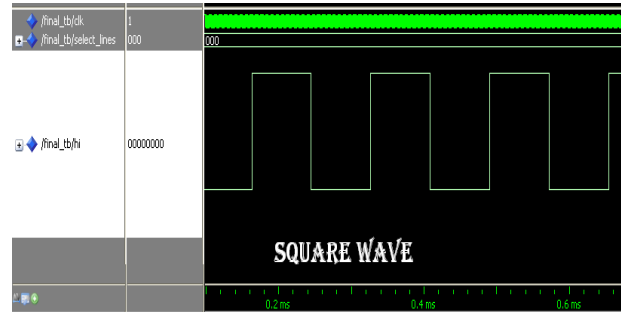 /final_tb/clk 1
/final_tb/select_lines 000 000
/final_tb/hi 00000000
SQUARE WAVE
0.2 ms 0.4 ms 0.6 ms